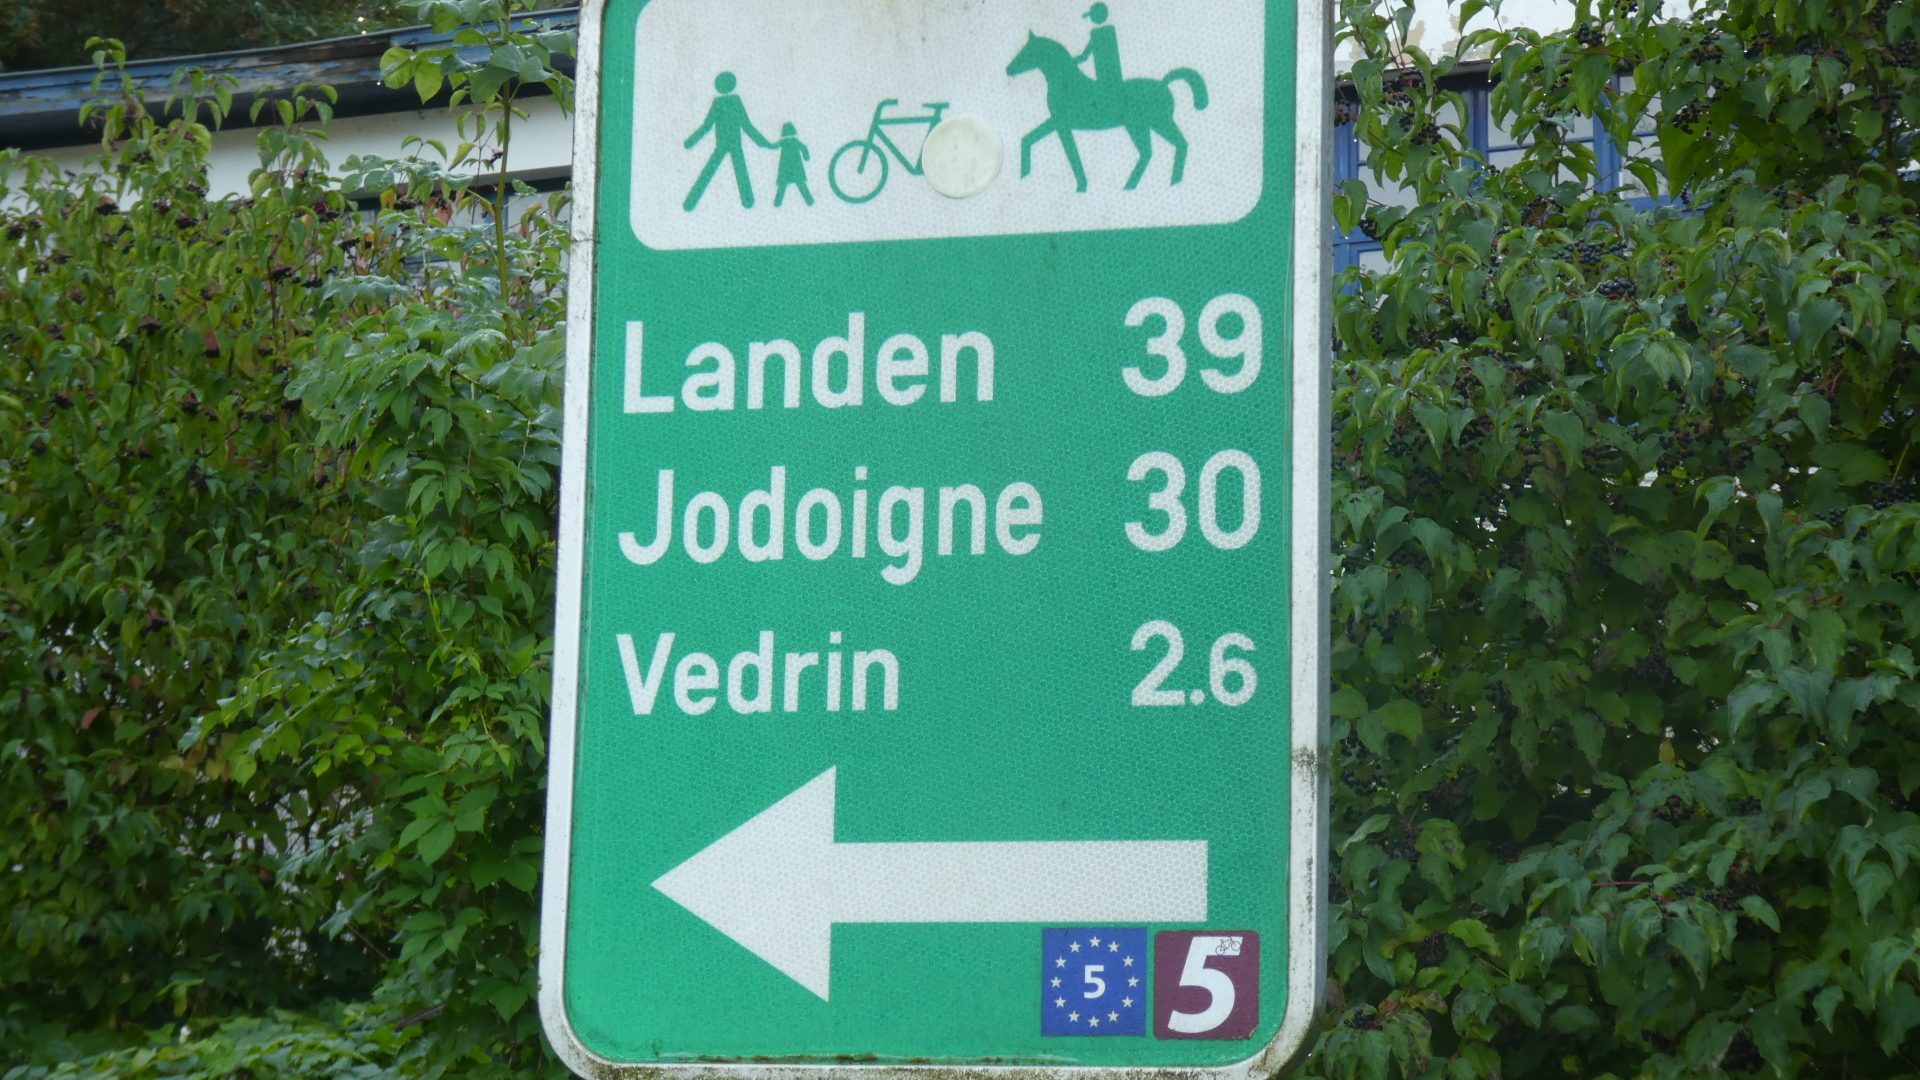 Landen 39
Jodoigne 30
Vedrin 2.6
5 5